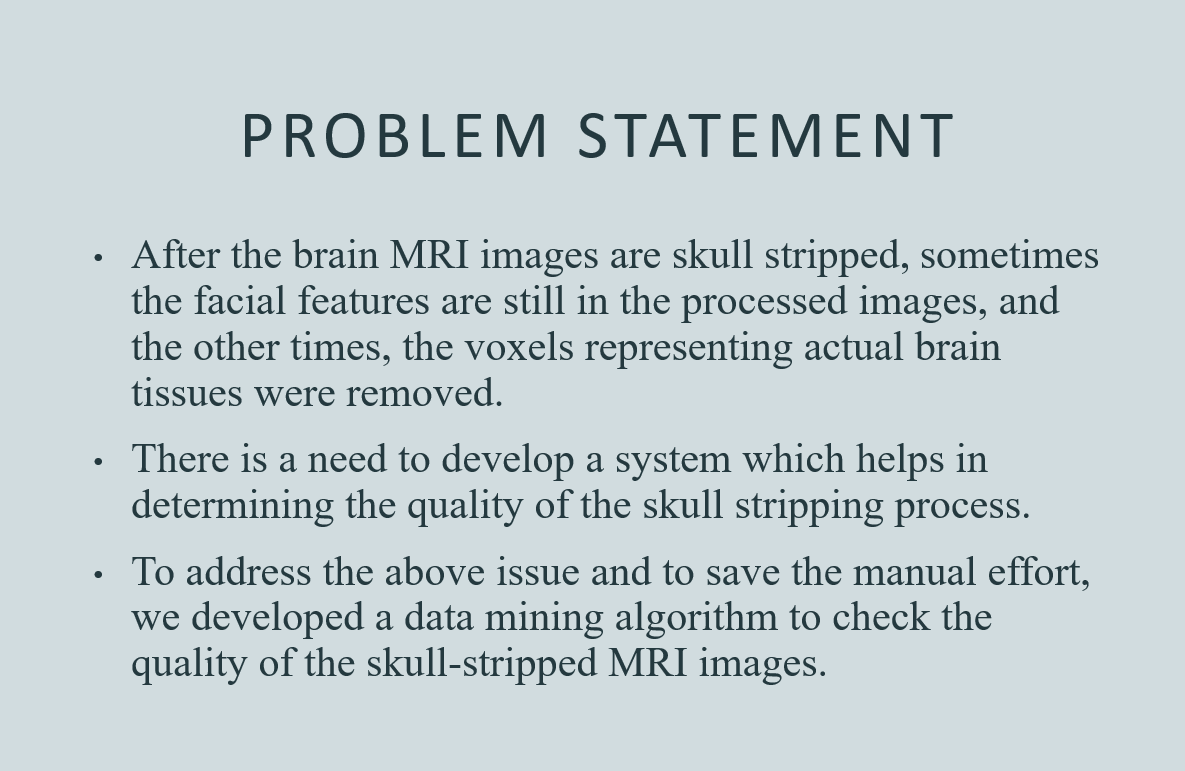 PROBLEM STATEMENT
• After the brain MRI images are skull stripped, sometimes
the facial features are still in the processed images, and
the other times, the voxels representing actual brain
tissues were removed.
• There is a need to develop a system which helps in
determining the quality of the skull stripping process.
• To address the above issue and to save the manual effort,
we developed a data mining algorithm to check the
quality of the skull-stripped MRI images.